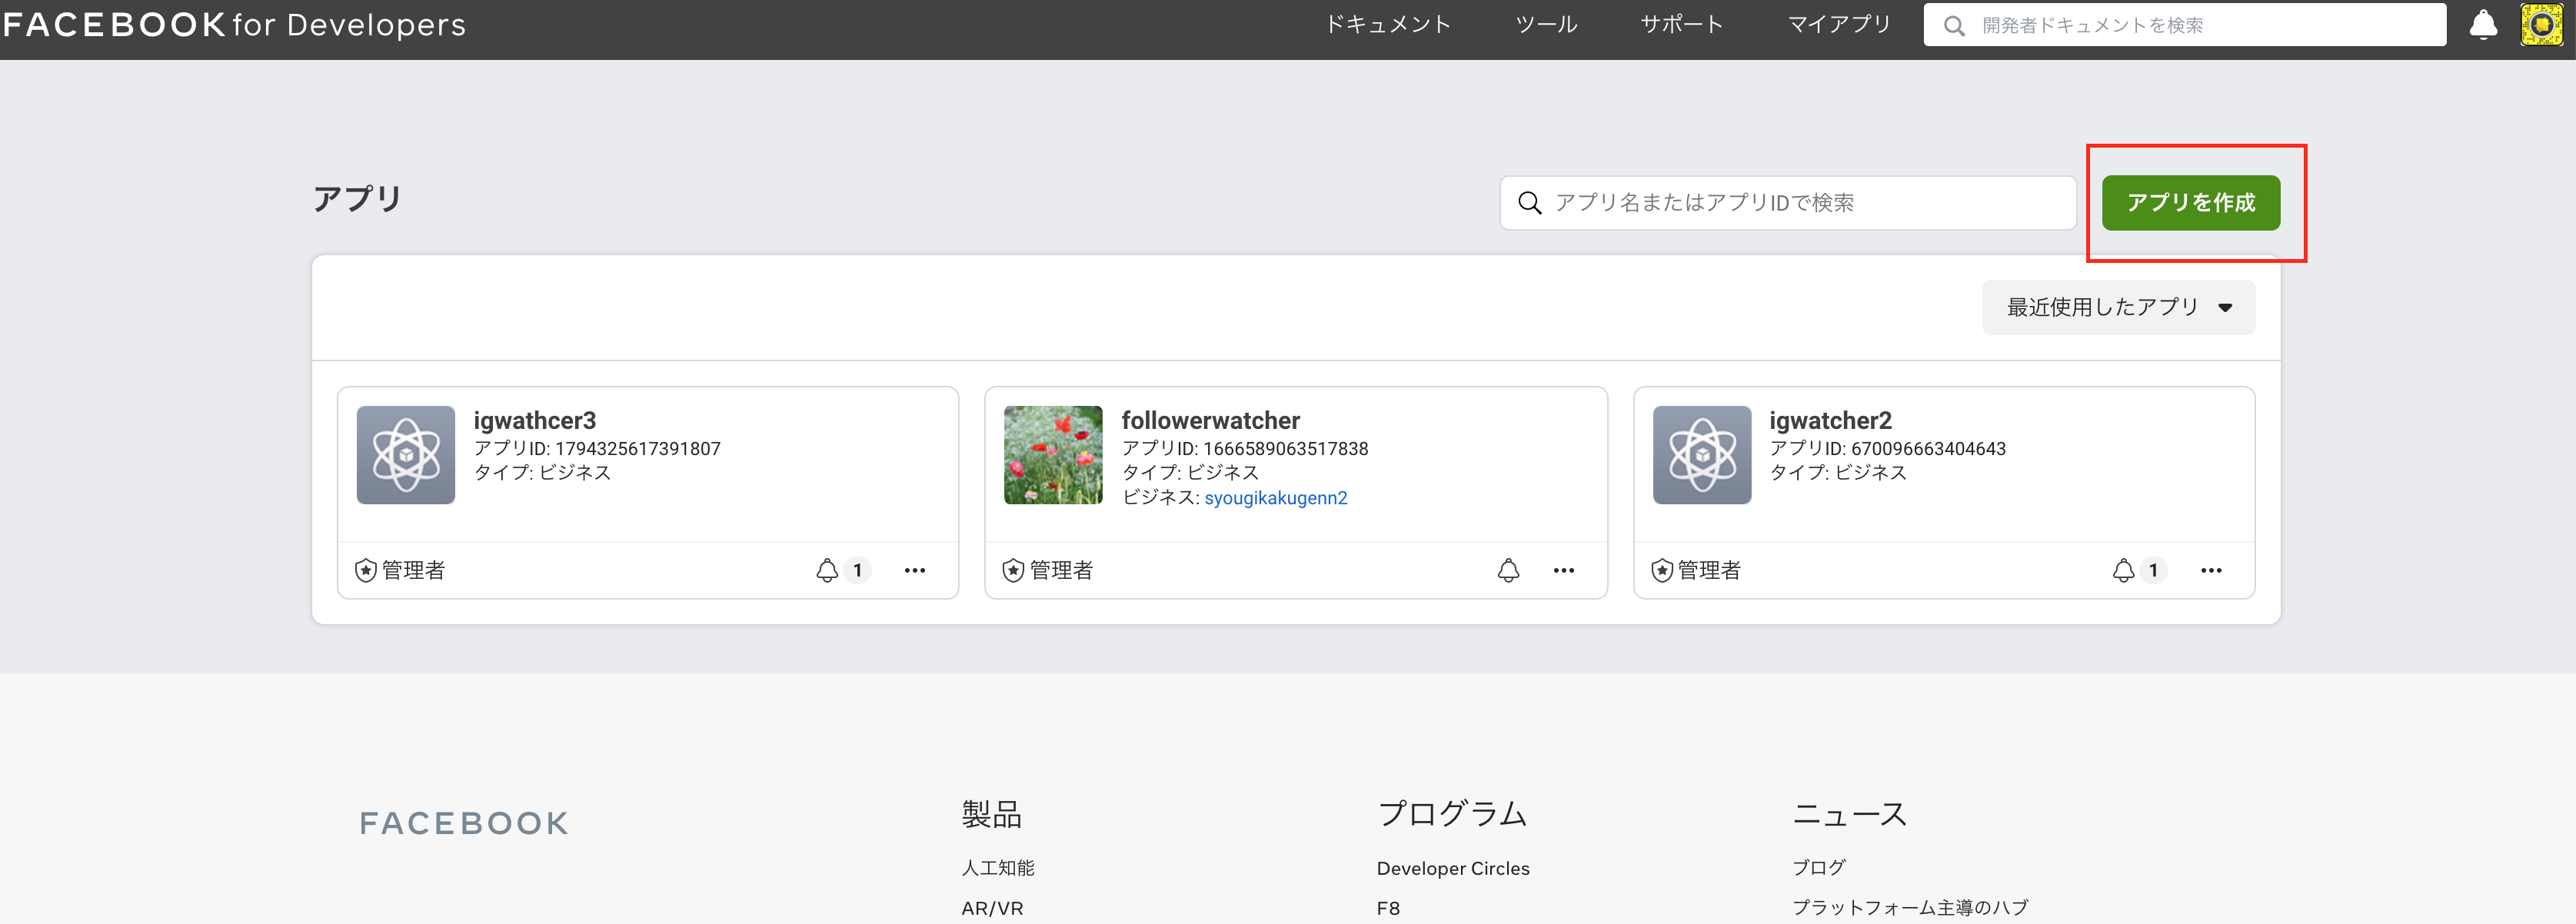 FACEBOOK for Developers
ドキュメント ツール サポート マイアプリ 開発者ドキュメントを検索
アプリ
アプリ名またはアプリIDで検索
アプリを作成
最近使用したアプリ
igwathcer3
アプリID: 1794325617391807
タイプ: ビジネス
管理者
1
followerwatcher
アプリID: 1666589063517838
タイプ: ビジネス
ビジネス: syougikakugenn2
管理者
igwatcher2
アプリID: 670096663404643
タイプ: ビジネス
管理者
1
FACEBOOK
製品
人工知能
AR/VR
プログラム
Developer Circles
F8
ニュース
ブログ
プラットフォーム主導のハブ